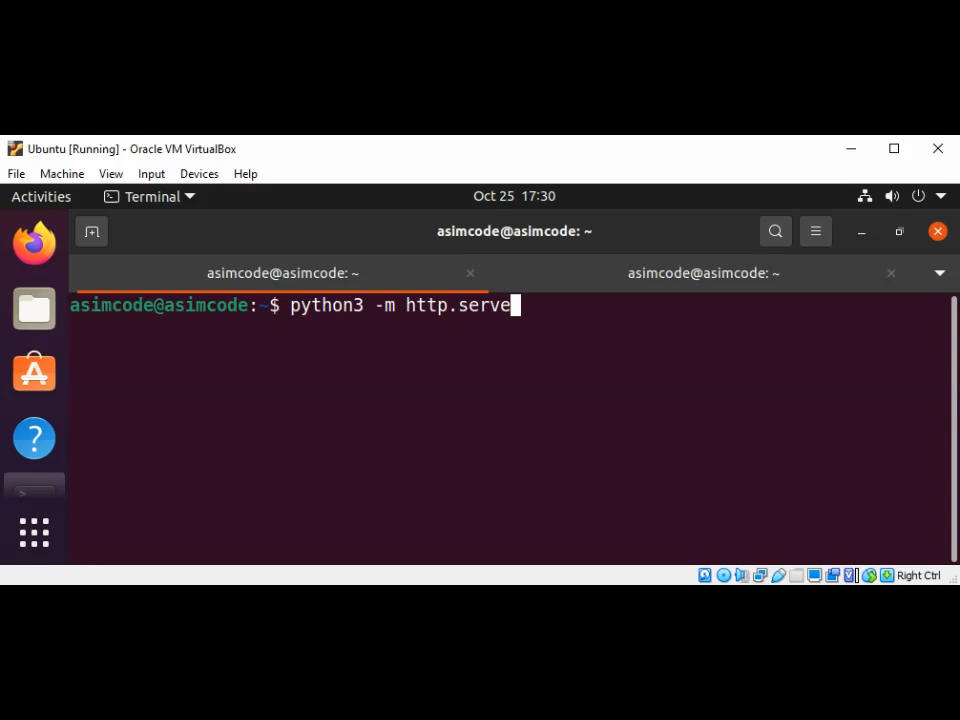 Ubuntu [Running] - Oracle VM VirtualBox
File Machine View Input Devices Help
Activities Terminal Oct 25 17:30
asimcode@asimcode: ~
asimcode@asimcode: ~ asimcode@asimcode: ~
asimcode@asimcode:~$ python3 -m http.serve
Right Ctrl